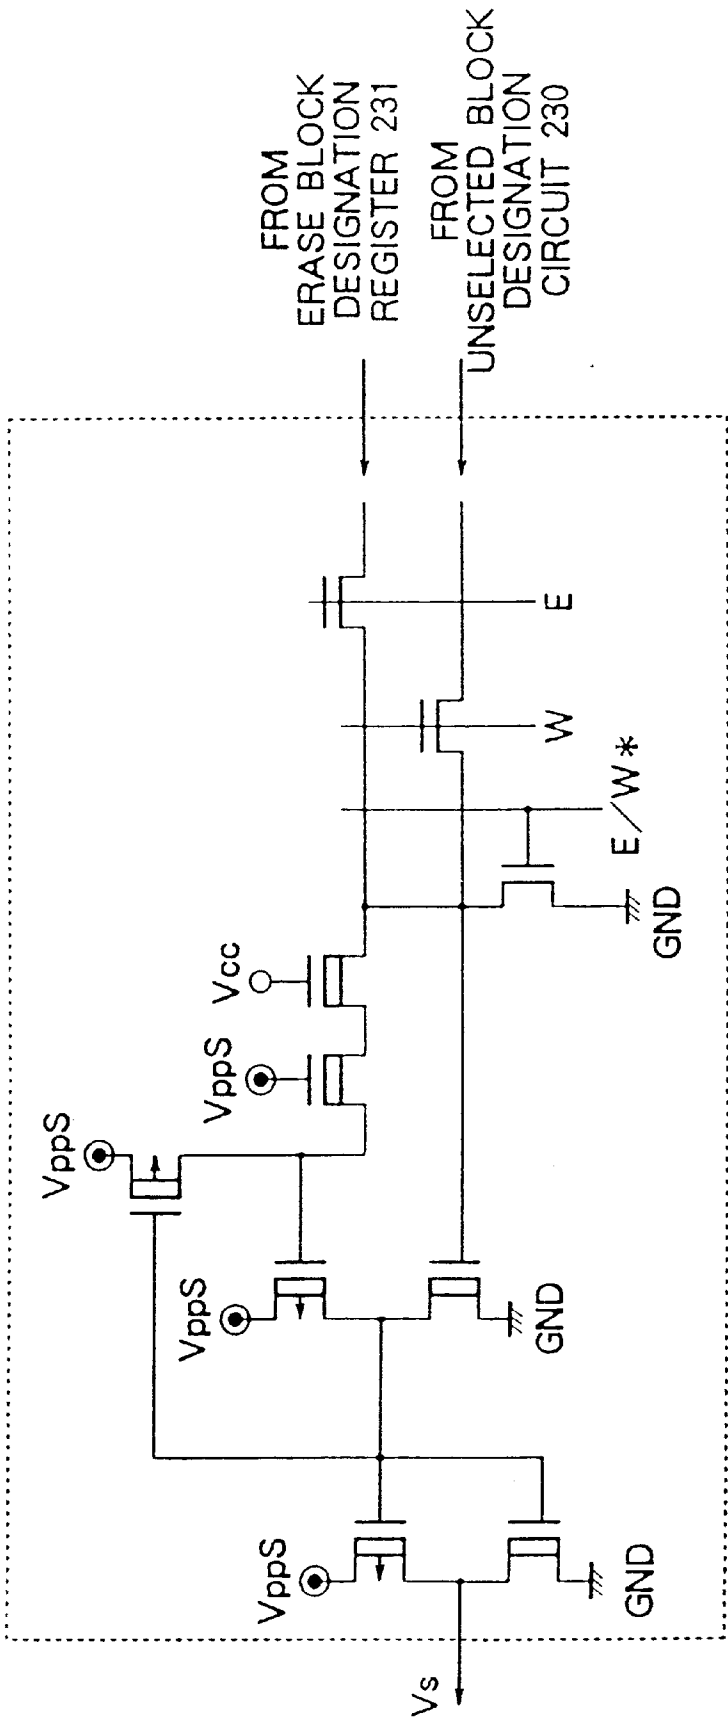 FROM
ERASE BLOCK
DESIGNATION
REGISTER 231
FROM
UNSELECTED BLOCK
DESIGNATION
CIRCUIT 230
VppS
VppS
Vcc
VppS
VppS
E
W
E/W*
GND
GND
GND
Vs